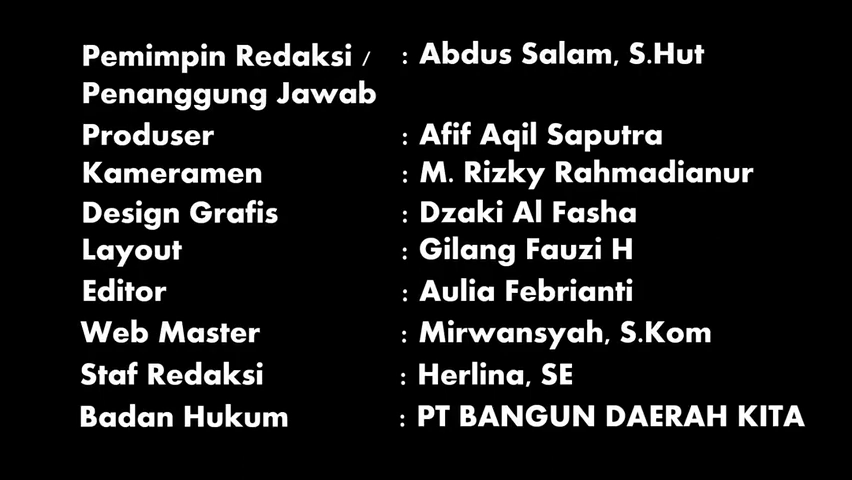 Pemimpin Redaksi / : Abdus Salam, S.Hut
Penanggung Jawab
Produser : Afif Aqil Saputra
Kameramen : M. Rizky Rahmadianur
Design Grafis : Dzaki Al Fasha
Layout : Gilang Fauzi H
Editor : Aulia Febrianti
Web Master : Mirwansyah, S.Kom
Staf Redaksi : Herlina, SE
Badan Hukum : PT BANGUN DAERAH KITA